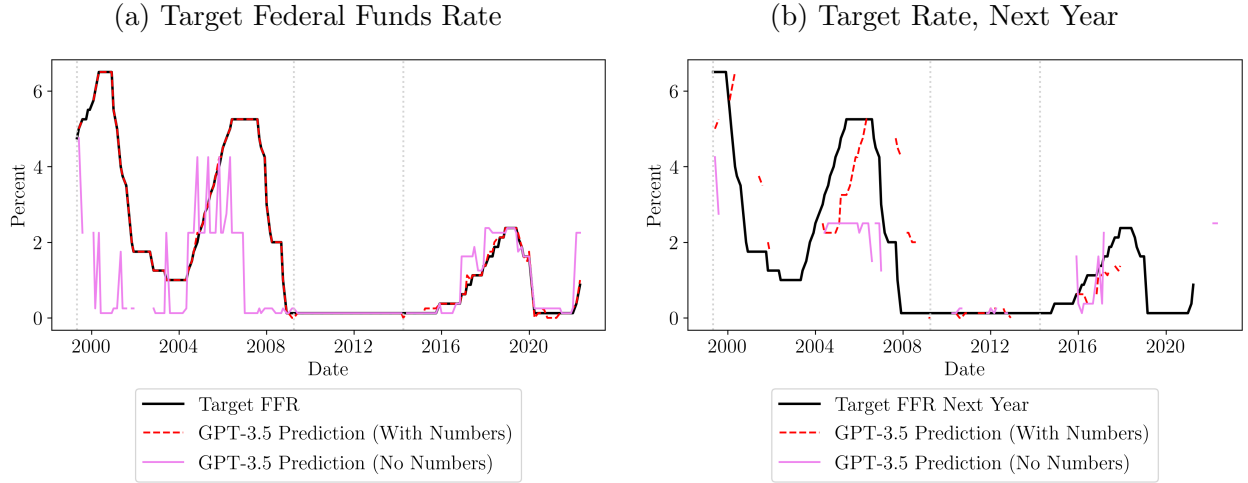 (a) Target Federal Funds Rate
Percent
6
4
2
0
2000 2004 2008 2012 2016 2020
Date
Target FFR
GPT-3.5 Prediction (With Numbers)
GPT-3.5 Prediction (No Numbers)
(b) Target Rate, Next Year
Percent
6
4
2
0
2000 2004 2008 2012 2016 2020
Date
Target FFR Next Year
GPT-3.5 Prediction (With Numbers)
GPT-3.5 Prediction (No Numbers)